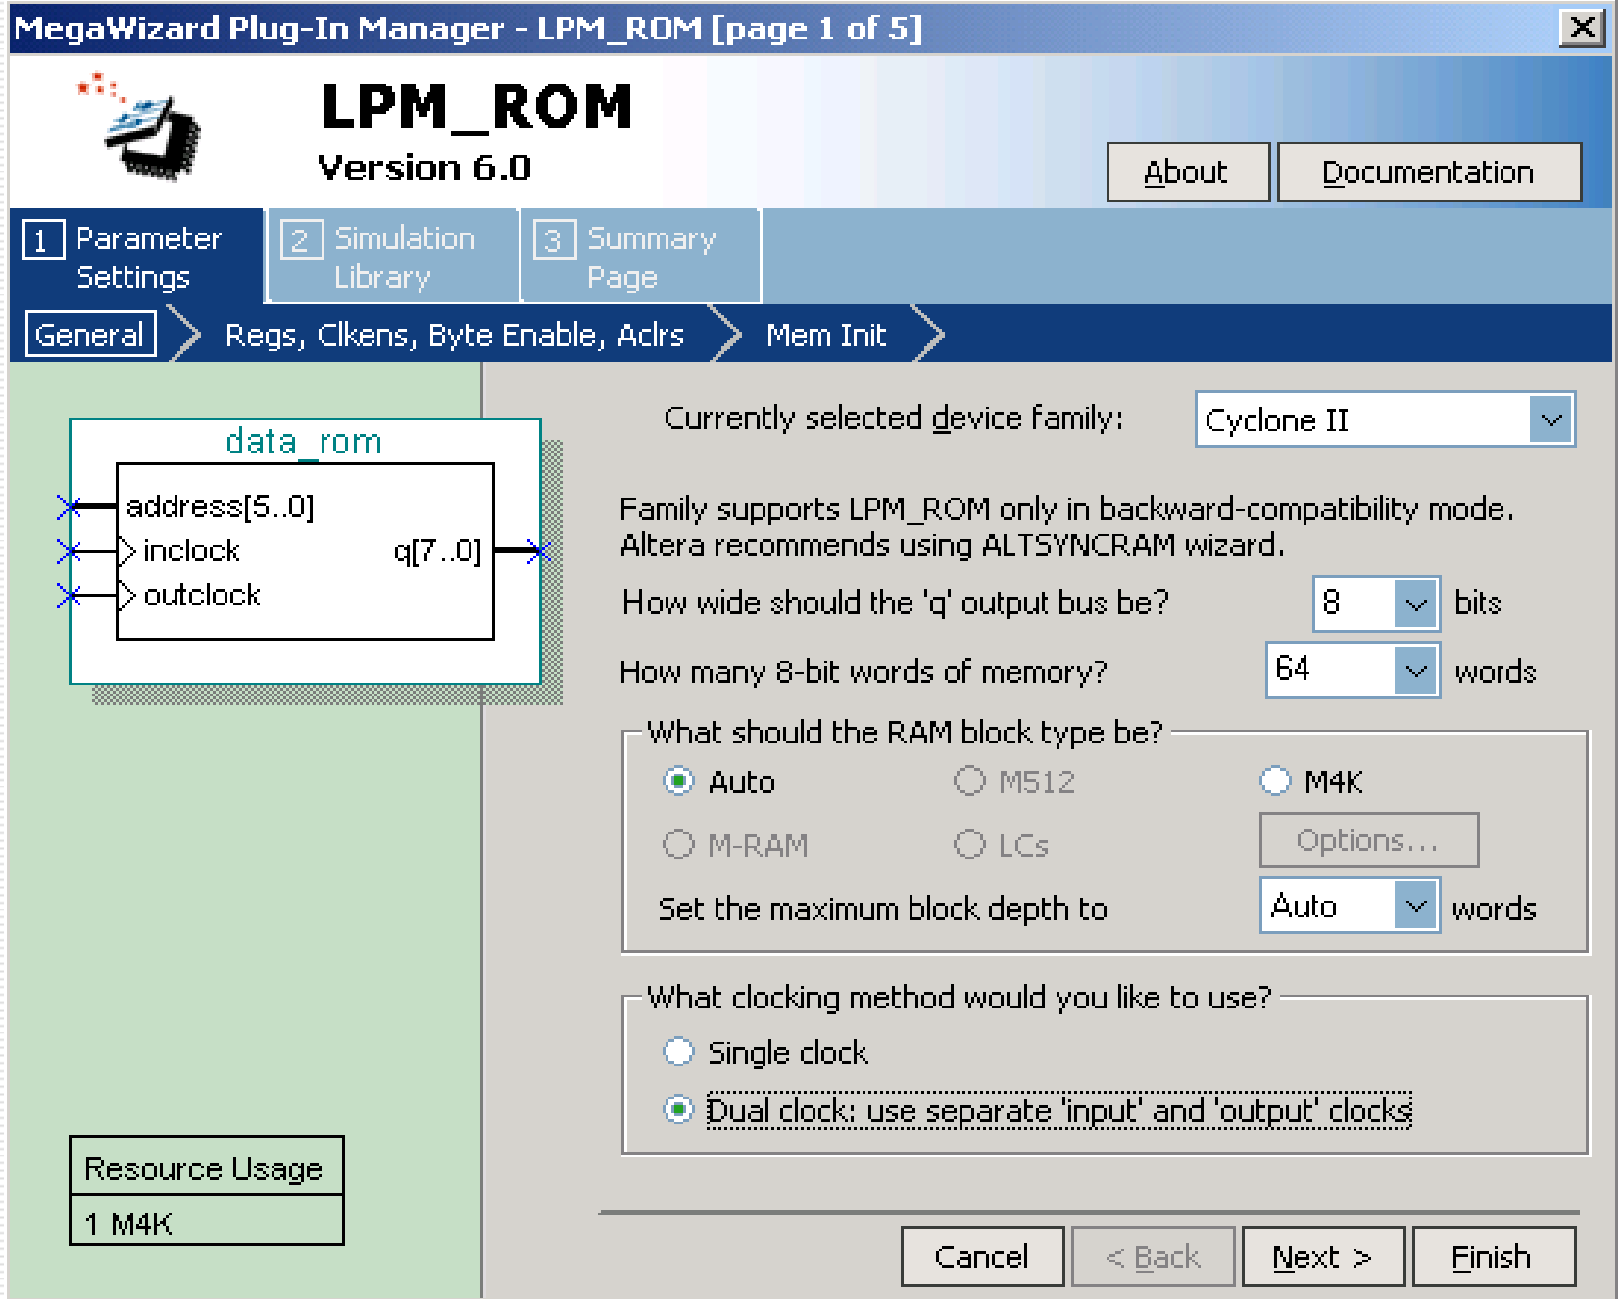 MegaWizard Plug-In Manager - LPM_ROM [page 1 of 5]
LPM_ROM
Version 6.0
About
Documentation
1 Parameter Settings
2 Simulation Library
3 Summary Page
General
Regs, Clkens, Byte Enable, Aclrs
Mem Init
data_rom
address[5..0]
inclock
q[7..0]
outclock
Currently selected device family:
Cyclone II
Family supports LPM_ROM only in backward-compatibility mode.
Altera recommends using ALTSYNCRAM wizard.
How wide should the 'q' output bus be?
8
bits
How many 8-bit words of memory?
64
words
What should the RAM block type be?
Auto
M512
M4K
M-RAM
LCs
Options...
Set the maximum block depth to
Auto
words
What clocking method would you like to use?
Single clock
Dual clock: use separate 'input' and 'output' clocks
Resource Usage
1 M4K
Cancel
< Back
Next >
Finish